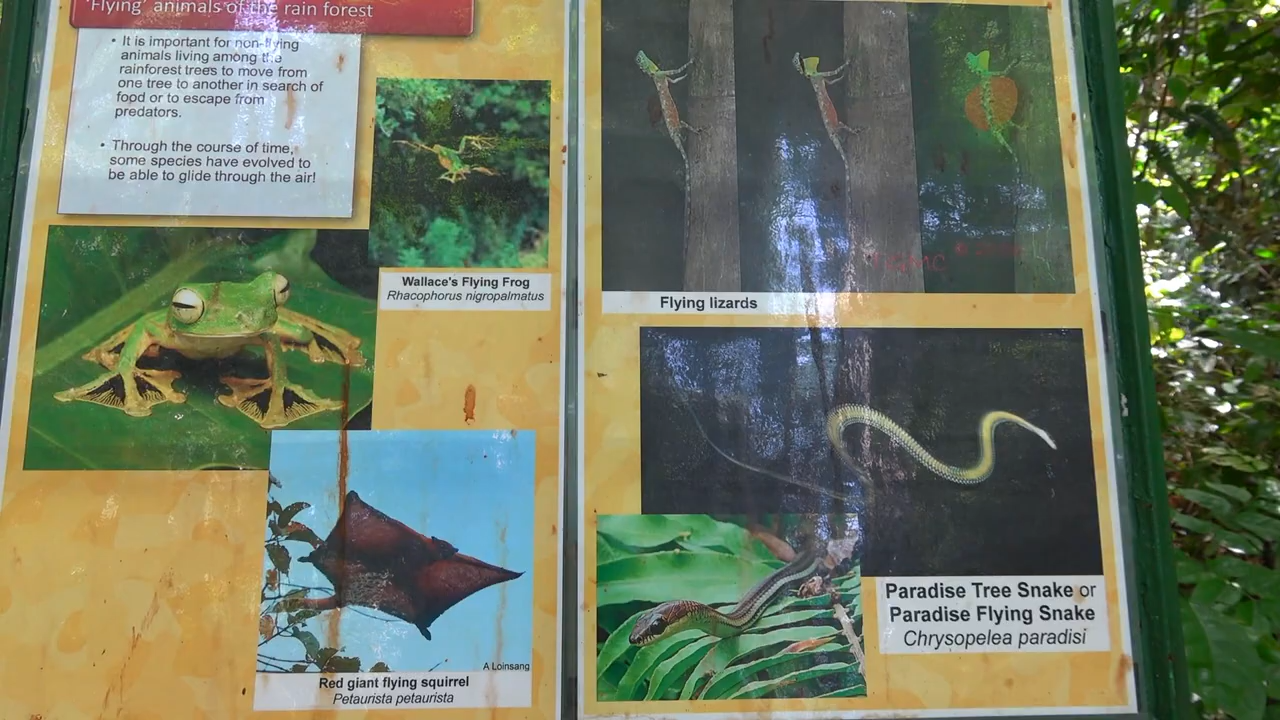 'Flying' animals of the rain forest
• It is important for non-flying
animals living among the
rainforest trees to move from
one tree to another in search of
food or to escape from
predators.
• Through the course of time,
some species have evolved to
be able to glide through the air!
Wallace's Flying Frog
Rhacophorus nigropalmatus
A Loinsang
Red giant flying squirrel
Petaurista petaurista
Flying lizards
Paradise Tree Snake or
Paradise Flying Snake
Chrysopelea paradisi